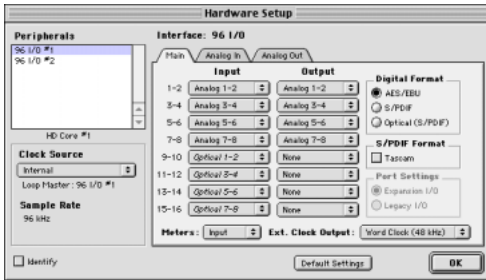 Hardware Setup
Peripherals
96 I/O #1
96 I/O #2
HD Core #1
Clock Source
Internal
Loop Master: 96 I/O #1
Sample Rate
96 kHz
Identify
Interface: 96 I/O
Main Analog In Analog Out
Input Output
1-2 Analog 1-2 Analog 1-2
3-4 Analog 3-4 Analog 3-4
5-6 Analog 5-6 Analog 5-6
7-8 Analog 7-8 Analog 7-8
9-10 Optical 1-2 None
11-12 Optical 3-4 None
13-14 Optical 5-6 None
15-16 Optical 7-8 None
Meters: Input Ext. Clock Output: Word Clock (48 kHz)
Digital Format
AES/EBU
S/PDIF
Optical (S/PDIF)
S/PDIF Format
Tascam
Port Settings
Expansion I/O
Legacy I/O
Default Settings OK